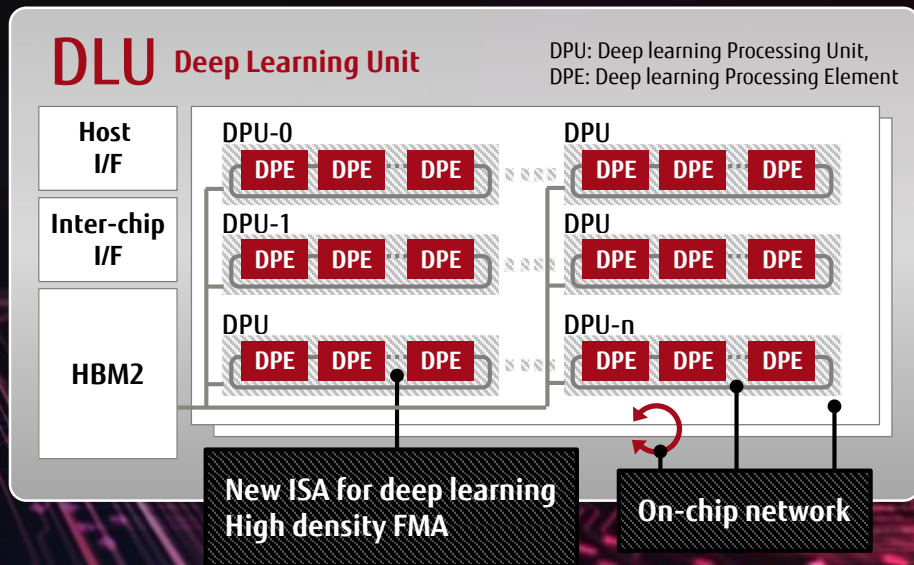 DLU Deep Learning Unit
DPU: Deep learning Processing Unit,
DPE: Deep learning Processing Element
Host
I/F
Inter-chip
I/F
HBM2
DPU-0
DPE DPE DPE
DPU
DPE DPE DPE
DPU-1
DPE DPE DPE
DPU
DPE DPE DPE
DPU
DPE DPE DPE
DPU-n
DPE DPE DPE
New ISA for deep learning
High density FMA
On-chip network